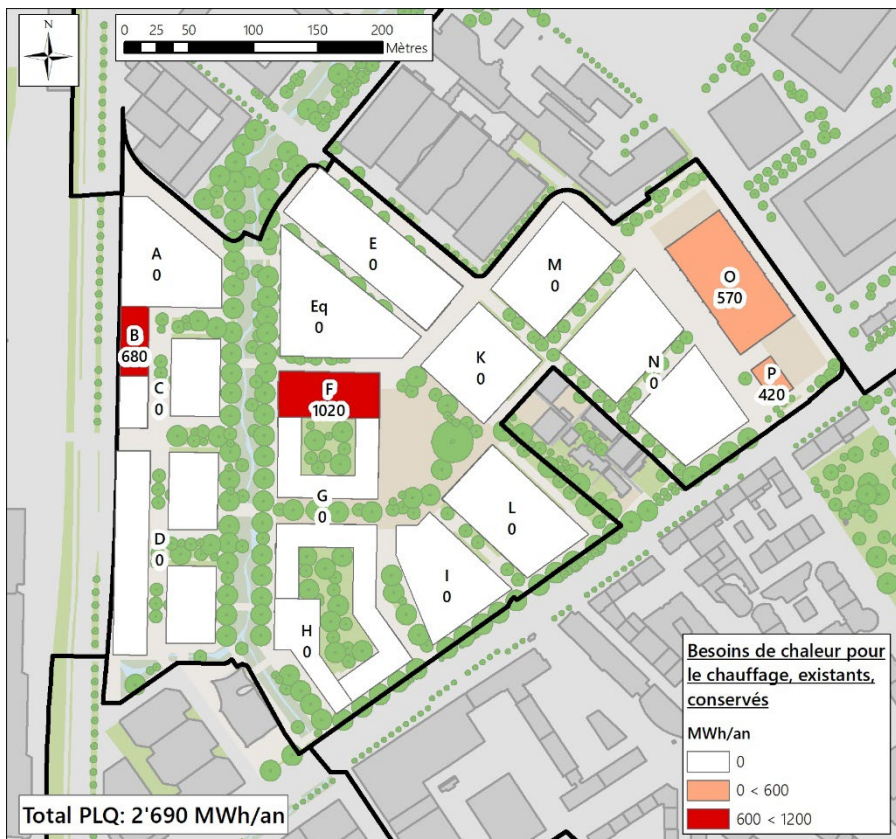 N
0 25 50 100 150 200
Mètres
A
0
E
0
M
0
O
570
Eq
0
B
680
K
0
N
0
P
420
C
0
F
1020
G
0
L
0
D
0
I
0
H
0
Besoins de chaleur pour
le chauffage, existants,
conservés
MWh/an
0
0 < 600
600 < 1200
Total PLQ: 2'690 MWh/an